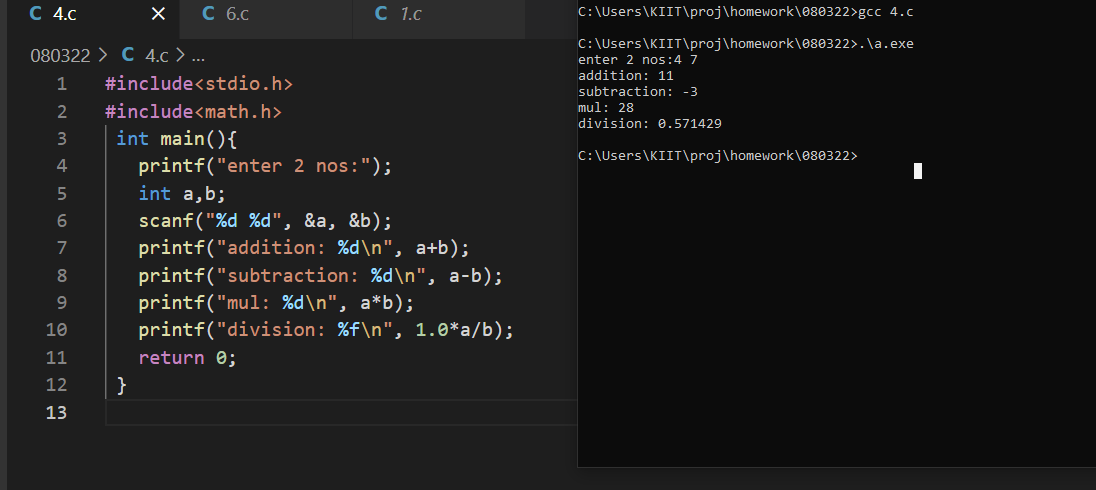 C 4.c × C 6.c C 1.c
080322 > C 4.c > ...
1 #include<stdio.h>
2 #include<math.h>
3 int main(){
4 printf("enter 2 nos:");
5 int a,b;
6 scanf("%d %d", &a, &b);
7 printf("addition: %d\n", a+b);
8 printf("subtraction: %d\n", a-b);
9 printf("mul: %d\n", a*b);
10 printf("division: %f\n", 1.0*a/b);
11 return 0;
12 }
13
C:\Users\KIIT\proj\homework\080322>gcc 4.c
C:\Users\KIIT\proj\homework\080322>.\a.exe
enter 2 nos:4 7
addition: 11
subtraction: -3
mul: 28
division: 0.571429
C:\Users\KIIT\proj\homework\080322>